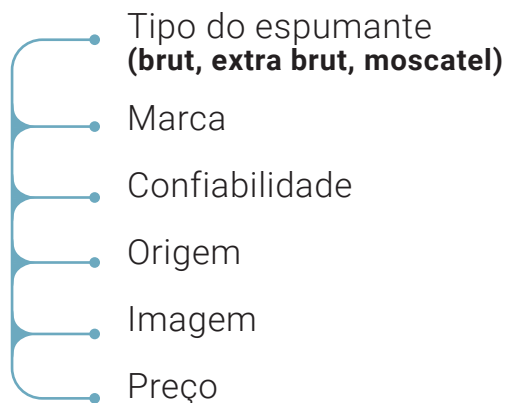 Tipo do espumante
(brut, extra brut, moscatel)
Marca
Confiabilidade
Origem
Imagem
Preço